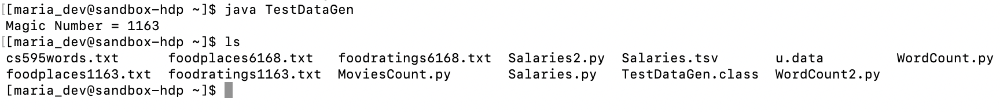 [[maria_dev@sandbox-hdp ~]$ java TestDataGen
Magic Number = 1163
[[maria_dev@sandbox-hdp ~]$ ls
cs595words.txt      foodplaces6168.txt   foodratings6168.txt  Salaries2.py  Salaries.tsv       u.data         WordCount.py
foodplaces1163.txt  foodratings1163.txt  MoviesCount.py       Salaries.py   TestDataGen.class  WordCount2.py
[maria_dev@sandbox-hdp ~]$